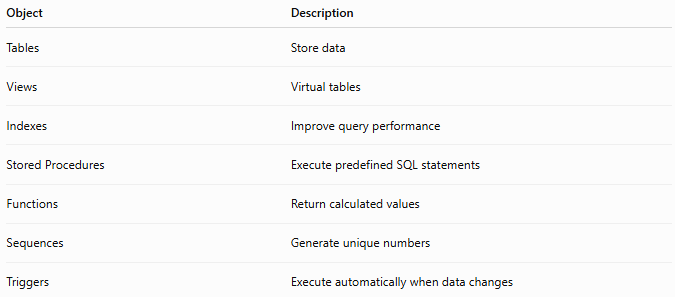 Object Description
Tables Store data
Views Virtual tables
Indexes Improve query performance
Stored Procedures Execute predefined SQL statements
Functions Return calculated values
Sequences Generate unique numbers
Triggers Execute automatically when data changes